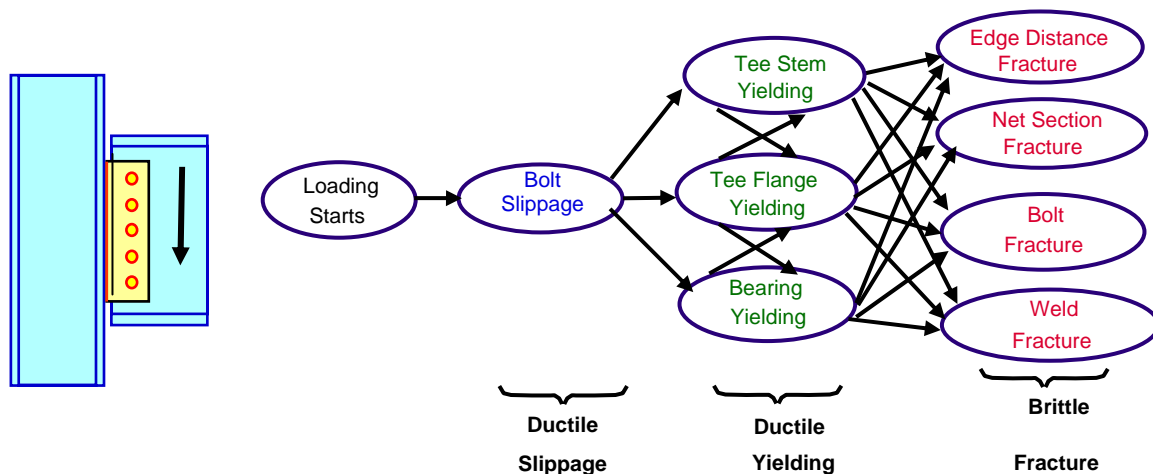 Loading
Starts
Bolt
Slippage
Tee Stem
Yielding
Tee Flange
Yielding
Bearing
Yielding
Edge Distance
Fracture
Net Section
Fracture
Bolt
Fracture
Weld
Fracture
Ductile
Slippage
Ductile
Yielding
Brittle
Fracture